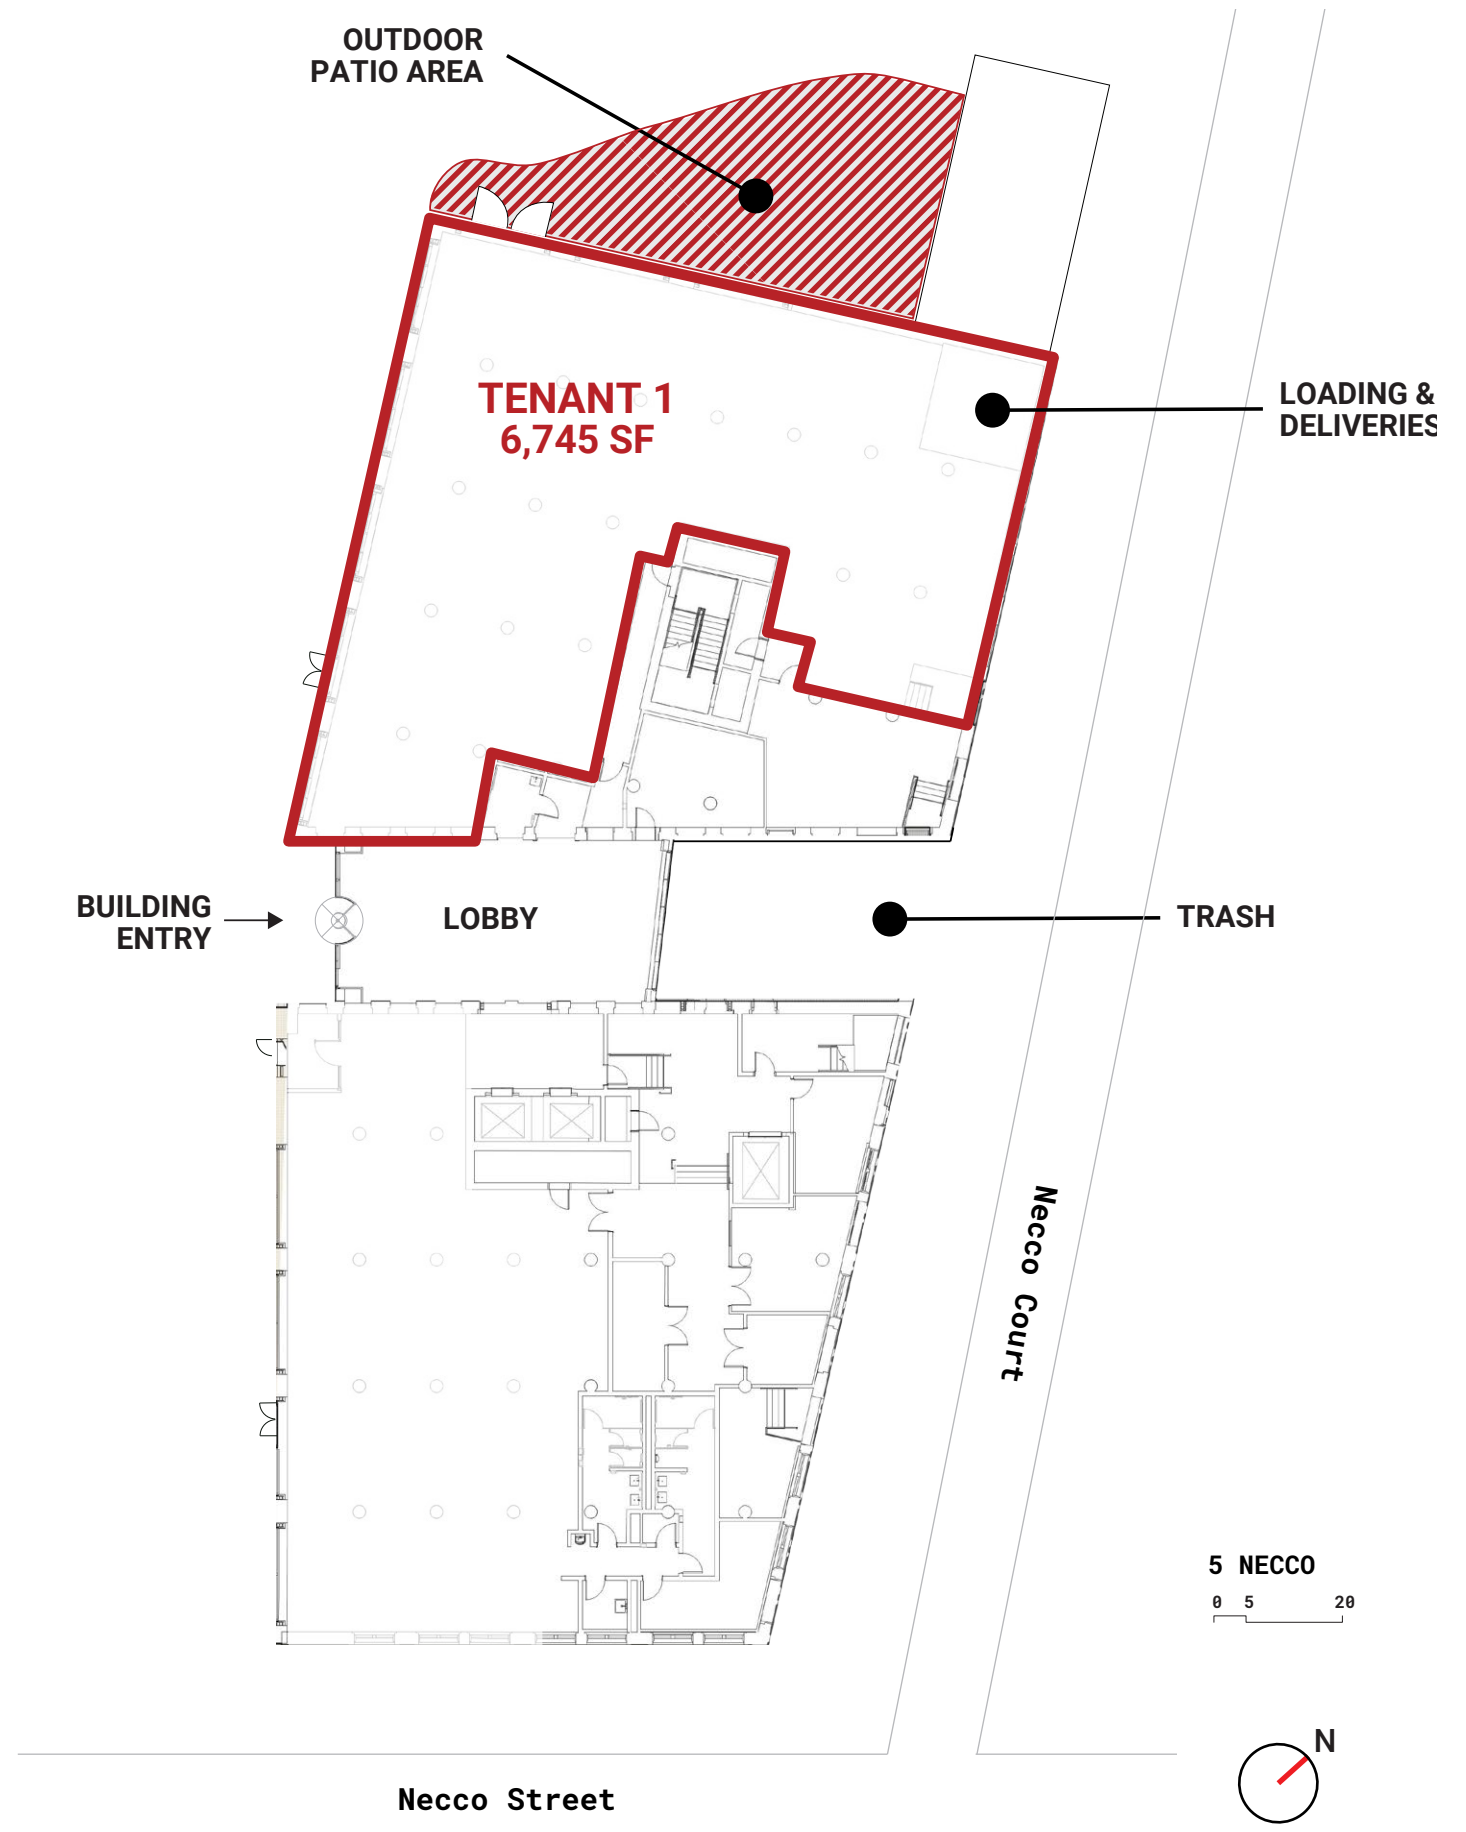 OUTDOOR
PATIO AREA
TENANT 1
6,745 SF
LOADING &
DELIVERIES
BUILDING
ENTRY
LOBBY
TRASH
Necco Court
5 NECCO
0 5 20
N
Necco Street